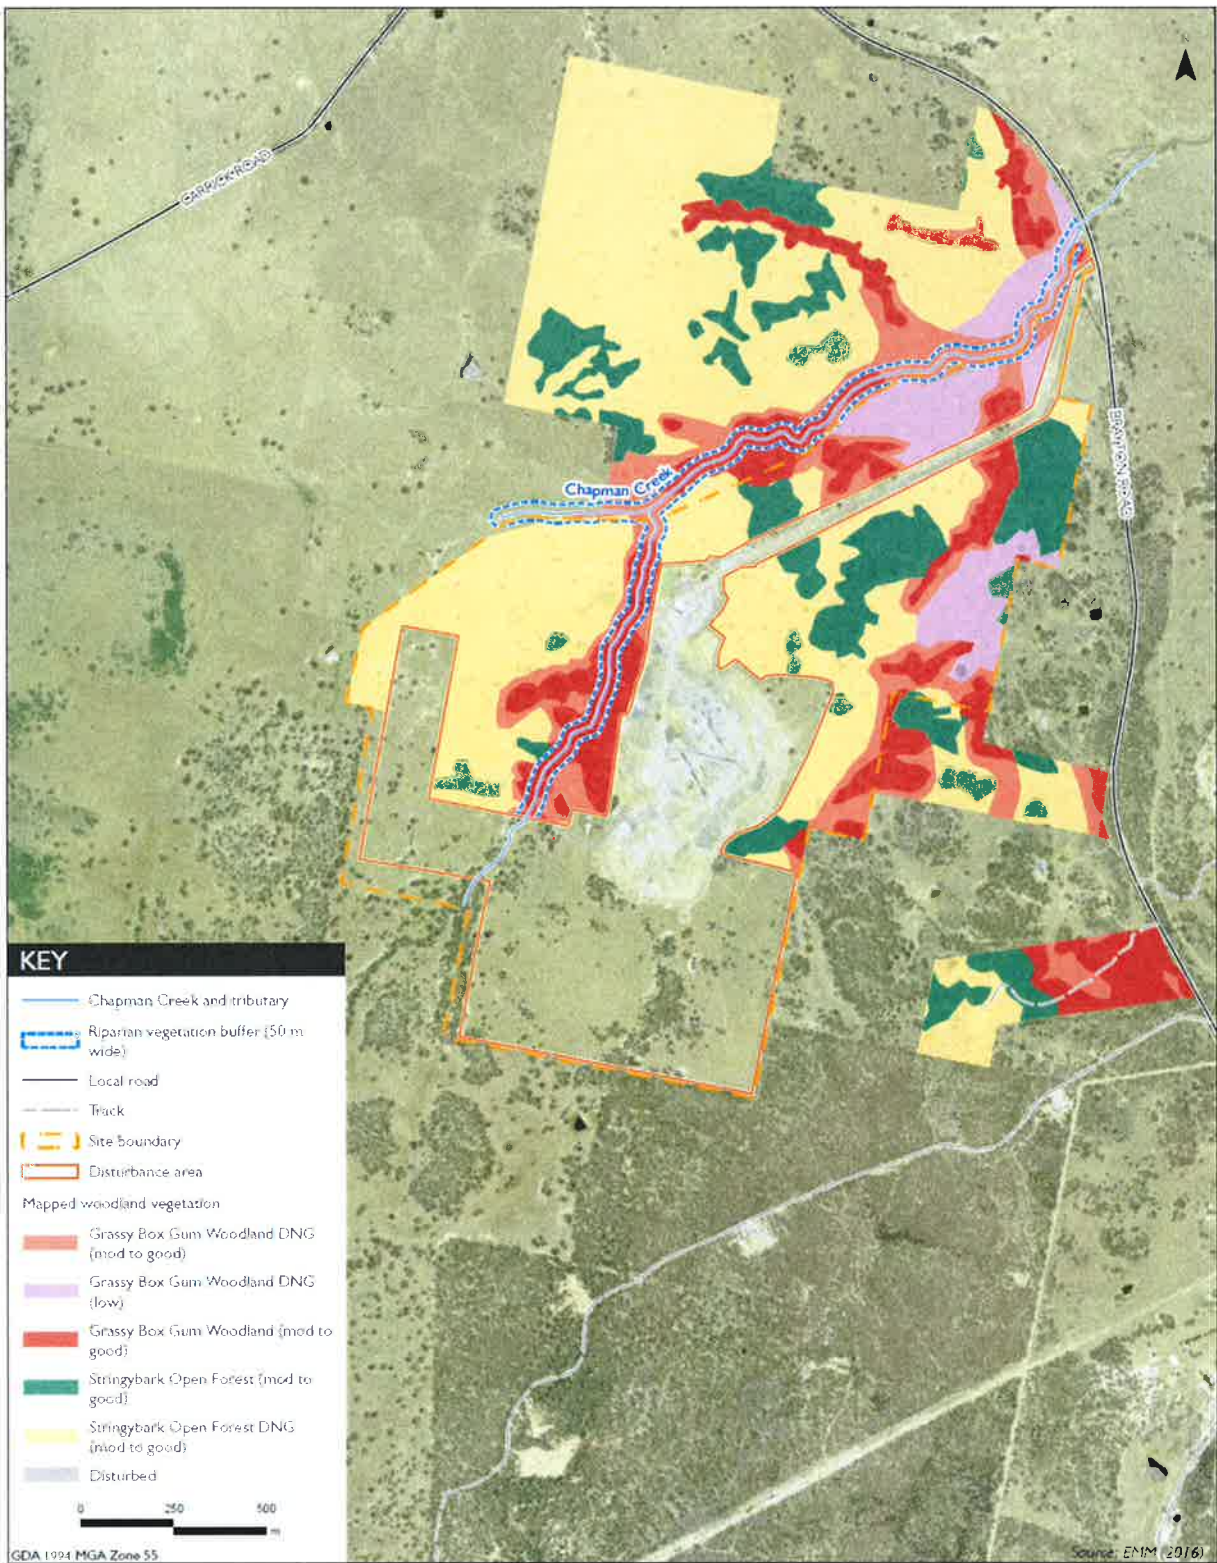 CARRICK ROAD
BRAYTON ROAD
Chapman Creek
KEY
Chapman Creek and tributary
Riparian vegetation buffer (50 m
wide)
Local road
Track
Site boundary
Disturbance area
Mapped woodland vegetation
Grassy Box Gum Woodland DNG
(mod to good)
Grassy Box Gum Woodland DNG
(low)
Grassy Box Gum Woodland (mod to
good)
Stringybark Open Forest (mod to
good)
Stringybark Open Forest DNG
(mod to good)
Disturbed
0 250 500
m
GDA 1994 MGA Zone 55
Source: EMM (2016)